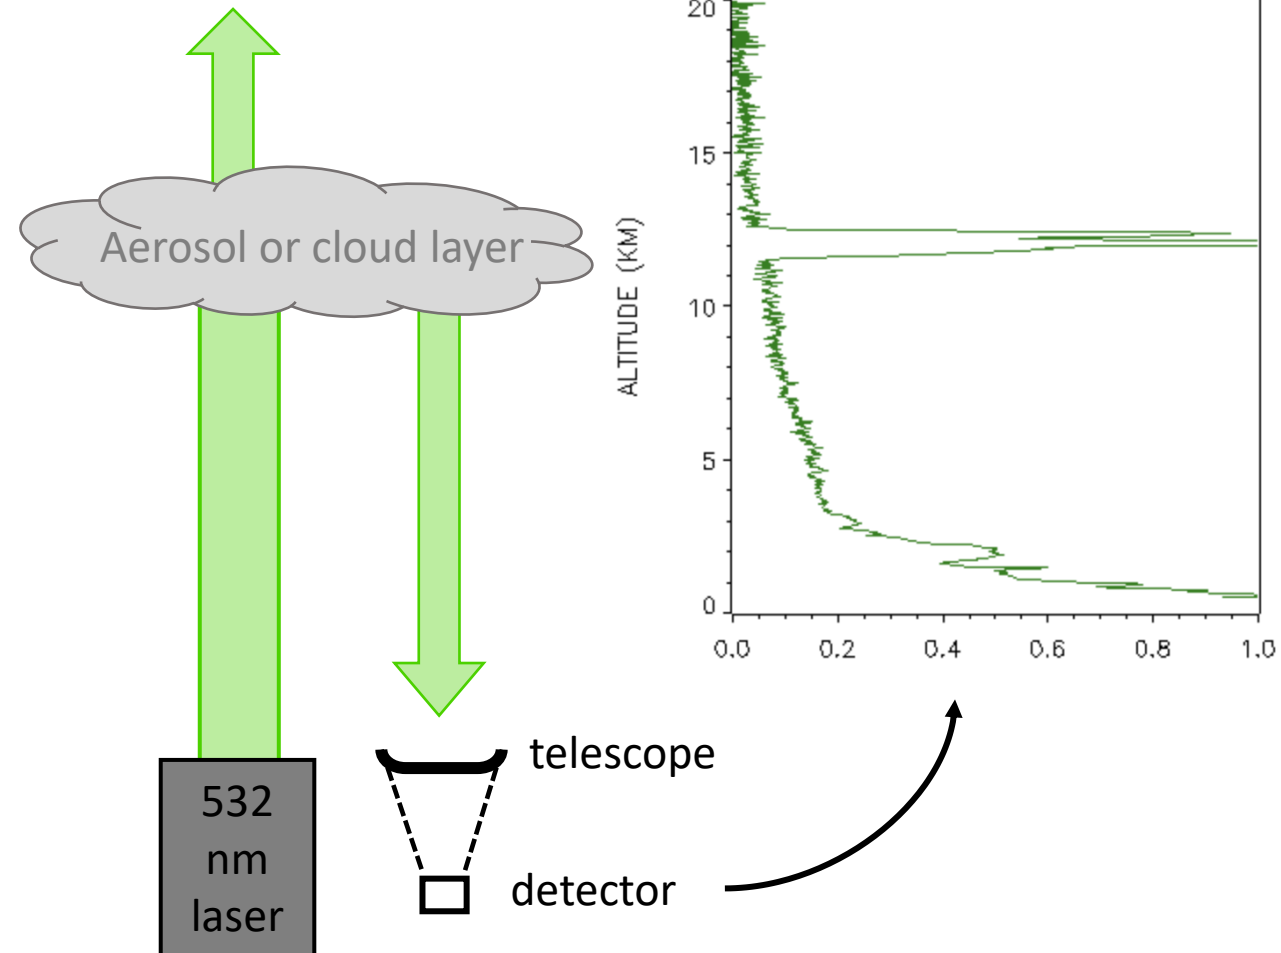 Aerosol or cloud layer
532
nm
laser
telescope
detector
ALTITUDE (KM)
20
15
10
5
0
0.0 0.2 0.4 0.6 0.8 1.0